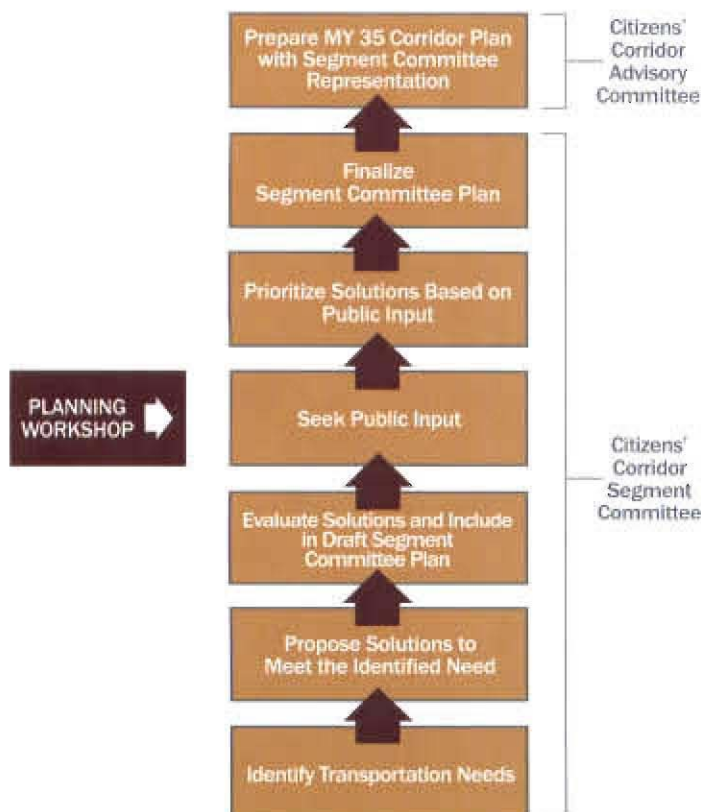 Prepare MY 35 Corridor Plan
with Segment Committee
Representation
Citizens'
Corridor
Advisory
Committee
Finalize
Segment Committee Plan
Prioritize Solutions Based on
Public Input
PLANNING
WORKSHOP
Seek Public Input
Citizens'
Corridor
Segment
Committee
Evaluate Solutions and Include
in Draft Segment
Committee Plan
Propose Solutions to
Meet the Identified Need
Identify Transportation Needs